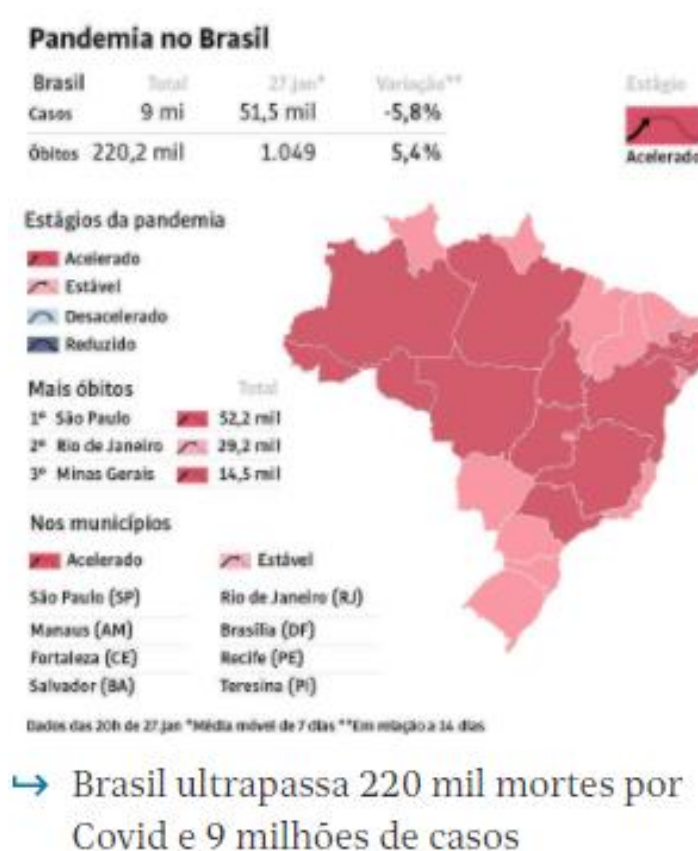 Pandemia no Brasil
Brasil Total 27.jan* Variação** Estágio
Casos 9 mi 51,5 mil -5,8%
Óbitos 220,2 mil 1.049 5,4% Acelerado
Estágios da pandemia
Acelerado
Estável
Desacelerado
Reduzido
Mais óbitos Total
1º São Paulo 52,2 mil
2º Rio de Janeiro 29,2 mil
3º Minas Gerais 14,5 mil
Nos municípios
Acelerado Estável
São Paulo (SP) Rio de Janeiro (RJ)
Manaus (AM) Brasília (DF)
Fortaleza (CE) Recife (PE)
Salvador (BA) Teresina (PI)
Dados das 20h de 27.jan *Média móvel de 7 dias **Em relação a 14 dias
Brasil ultrapassa 220 mil mortes por
Covid e 9 milhões de casos